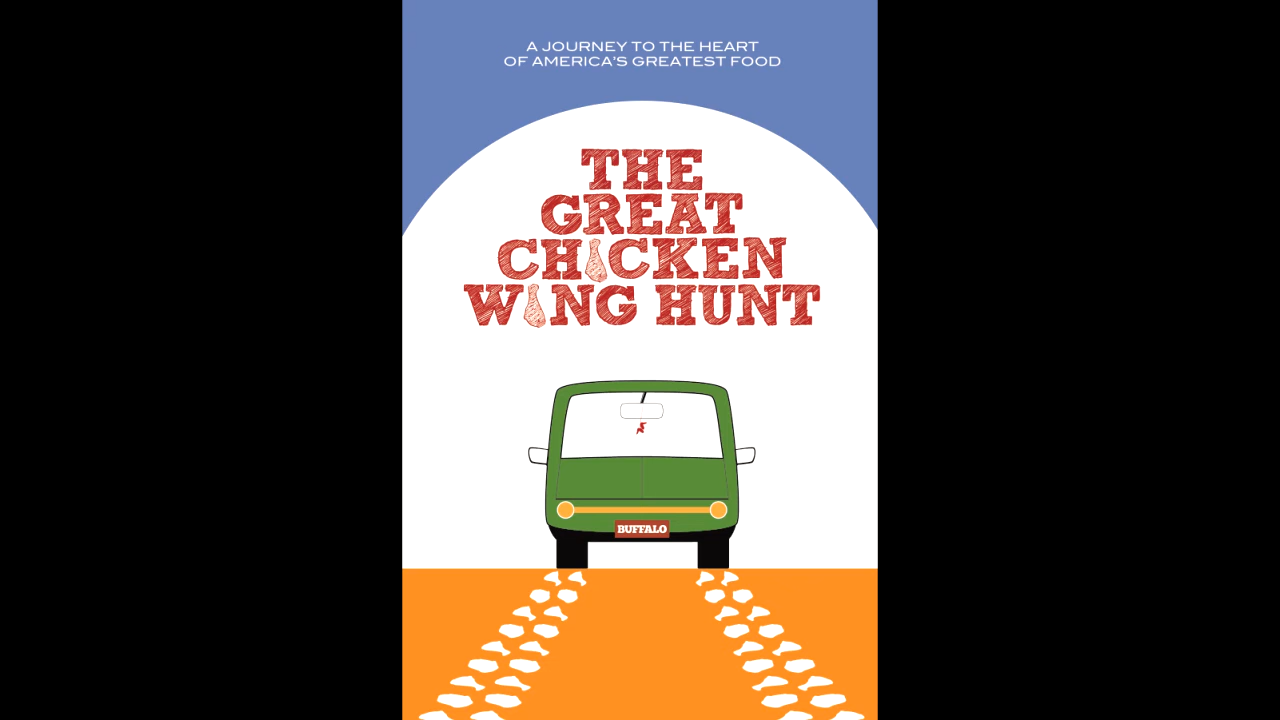 A JOURNEY TO THE HEART
OF AMERICA'S GREATEST FOOD
THE
GREAT
CHICKEN
WING HUNT
BUFFALO